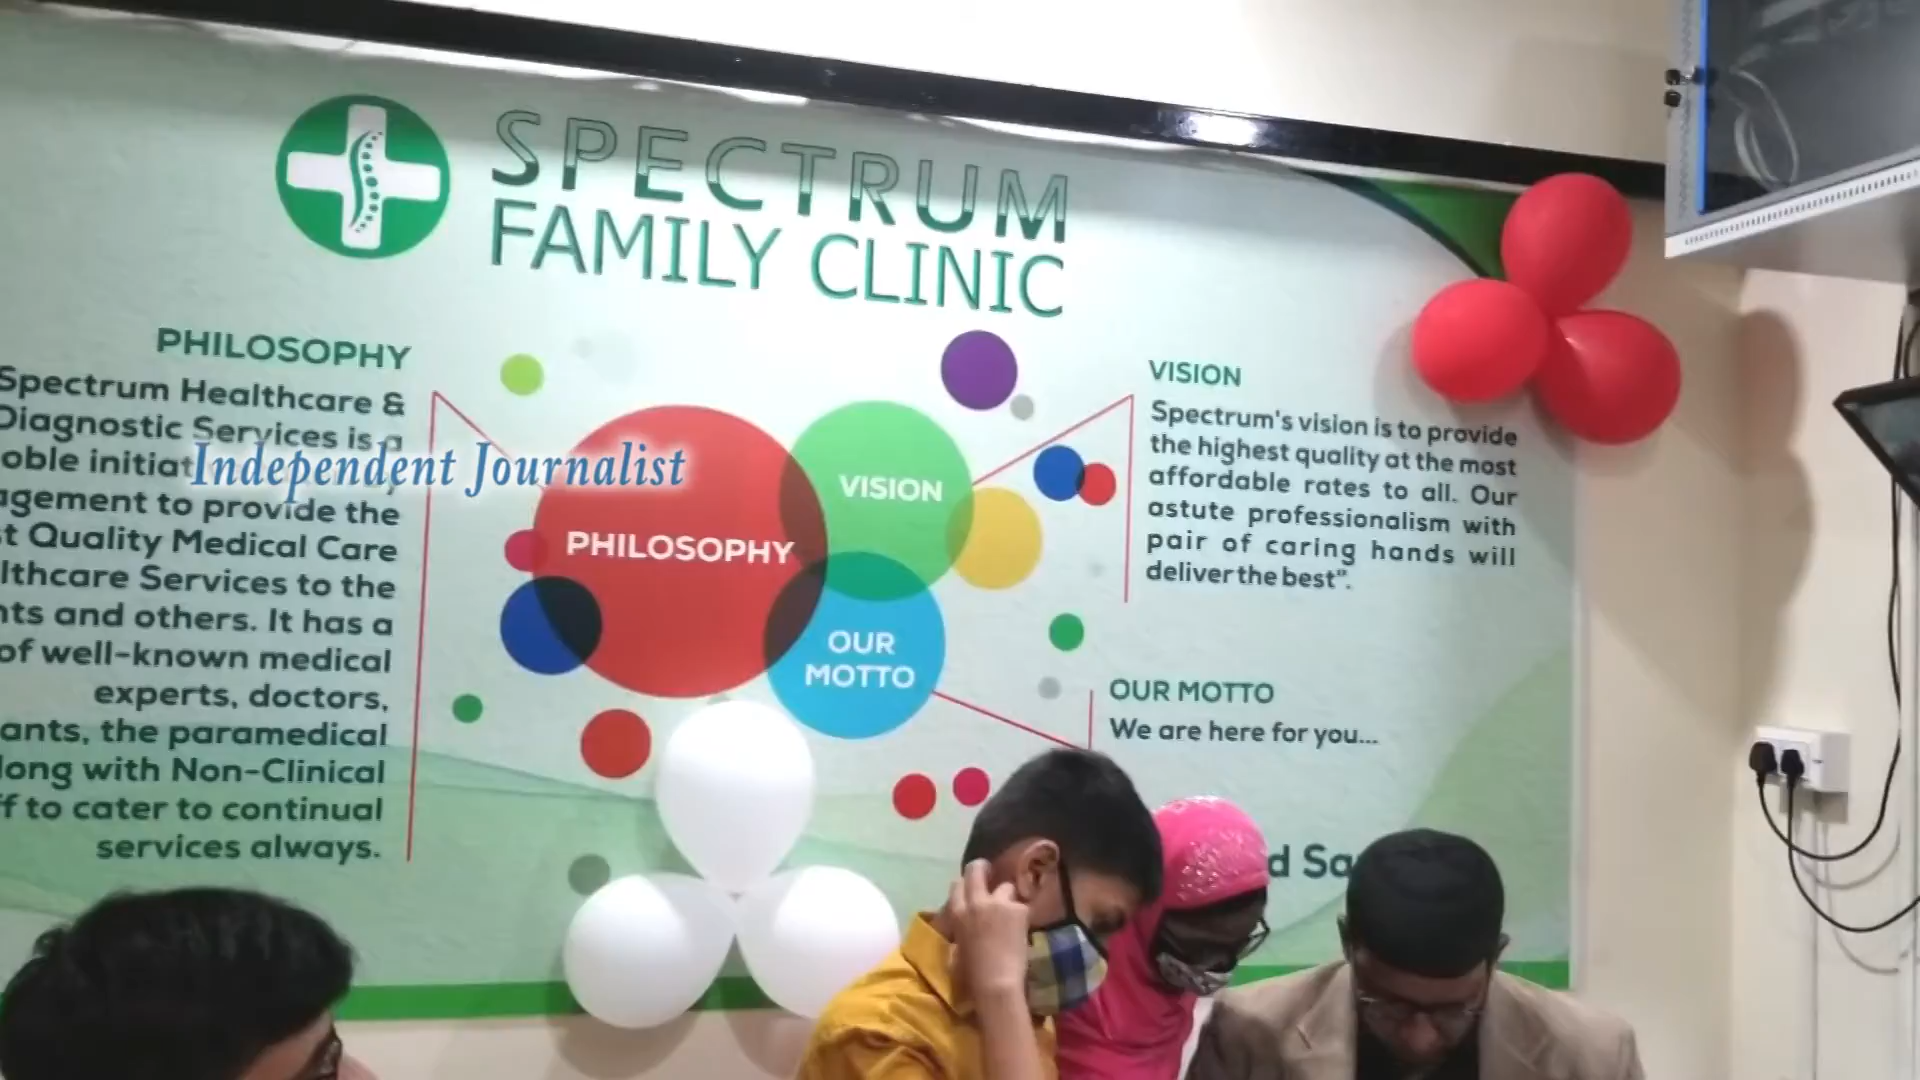 SPECTRUM
FAMILY CLINIC
PHILOSOPHY
Spectrum Healthcare &
Diagnostic Services is a
oble initiat
agement to provide the
t Quality Medical Care
lthcare Services to the
nts and others. It has a
of well-known medical
experts, doctors,
ants, the paramedical
long with Non-Clinical
ff to cater to continual
services always.
Independent Journalist
PHILOSOPHY
VISION
OUR
MOTTO
VISION
Spectrum's vision is to provide
the highest quality at the most
affordable rates to all. Our
astute professionalism with
pair of caring hands will
deliver the best".
OUR MOTTO
We are here for you...
d Sa